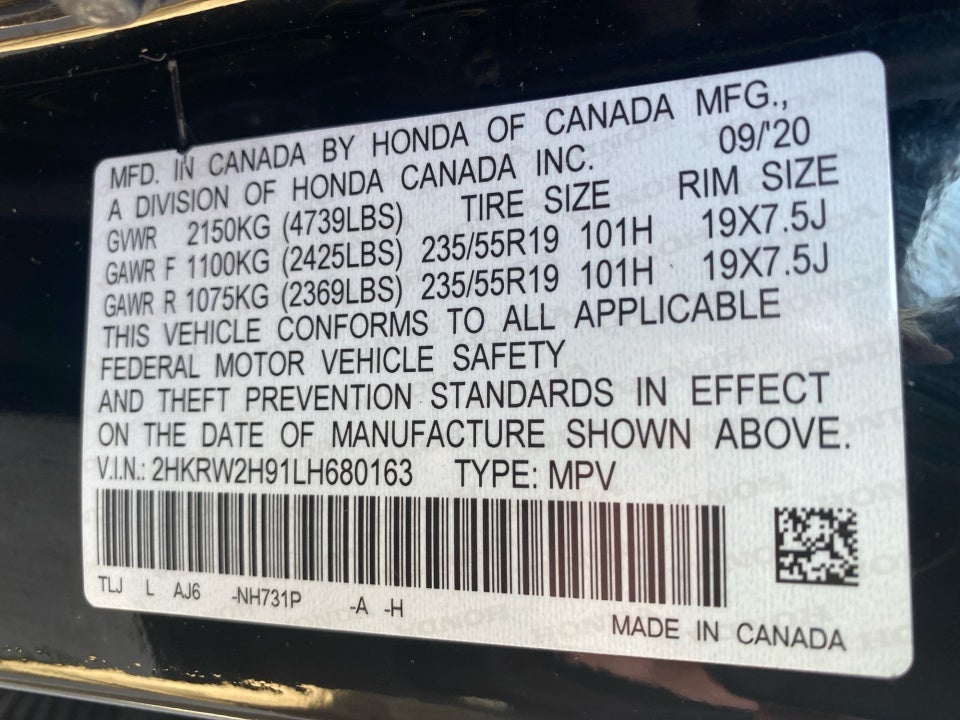 MFD. IN CANADA BY HONDA OF CANADA MFG.,
A DIVISION OF HONDA CANADA INC. 09/'20
GVWR 2150KG (4739LBS) TIRE SIZE RIM SIZE
GAWR F 1100KG (2425LBS) 235/55R19 101H 19X7.5J
GAWR R 1075KG (2369LBS) 235/55R19 101H 19X7.5J
THIS VEHICLE CONFORMS TO ALL APPLICABLE
FEDERAL MOTOR VEHICLE SAFETY
AND THEFT PREVENTION STANDARDS IN EFFECT
ON THE DATE OF MANUFACTURE SHOWN ABOVE.
V.I.N.: 2HKRW2H91LH680163 TYPE: MPV
TLJ L AJ6 -NH731P -A -H
MADE IN CANADA